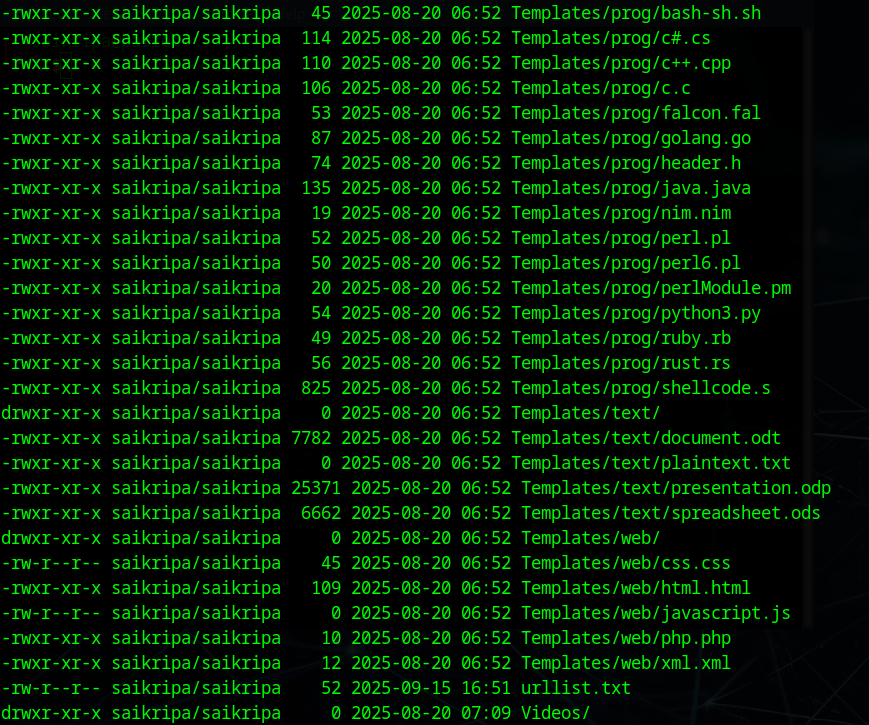 -rwxr-xr-x saikripa/saikripa   45 2025-08-20 06:52 Templates/prog/bash-sh.sh
-rwxr-xr-x saikripa/saikripa  114 2025-08-20 06:52 Templates/prog/c#.cs
-rwxr-xr-x saikripa/saikripa  110 2025-08-20 06:52 Templates/prog/c++.cpp
-rwxr-xr-x saikripa/saikripa  106 2025-08-20 06:52 Templates/prog/c.c
-rwxr-xr-x saikripa/saikripa   53 2025-08-20 06:52 Templates/prog/falcon.fal
-rwxr-xr-x saikripa/saikripa   87 2025-08-20 06:52 Templates/prog/golang.go
-rwxr-xr-x saikripa/saikripa   74 2025-08-20 06:52 Templates/prog/header.h
-rwxr-xr-x saikripa/saikripa  135 2025-08-20 06:52 Templates/prog/java.java
-rwxr-xr-x saikripa/saikripa   19 2025-08-20 06:52 Templates/prog/nim.nim
-rwxr-xr-x saikripa/saikripa   52 2025-08-20 06:52 Templates/prog/perl.pl
-rwxr-xr-x saikripa/saikripa   50 2025-08-20 06:52 Templates/prog/perl6.pl
-rwxr-xr-x saikripa/saikripa   20 2025-08-20 06:52 Templates/prog/perlModule.pm
-rwxr-xr-x saikripa/saikripa   54 2025-08-20 06:52 Templates/prog/python3.py
-rwxr-xr-x saikripa/saikripa   49 2025-08-20 06:52 Templates/prog/ruby.rb
-rwxr-xr-x saikripa/saikripa   56 2025-08-20 06:52 Templates/prog/rust.rs
-rwxr-xr-x saikripa/saikripa  825 2025-08-20 06:52 Templates/prog/shellcode.s
drwxr-xr-x saikripa/saikripa    0 2025-08-20 06:52 Templates/text/
-rwxr-xr-x saikripa/saikripa 7782 2025-08-20 06:52 Templates/text/document.odt
-rwxr-xr-x saikripa/saikripa    0 2025-08-20 06:52 Templates/text/plaintext.txt
-rwxr-xr-x saikripa/saikripa 25371 2025-08-20 06:52 Templates/text/presentation.odp
-rwxr-xr-x saikripa/saikripa  6662 2025-08-20 06:52 Templates/text/spreadsheet.ods
drwxr-xr-x saikripa/saikripa     0 2025-08-20 06:52 Templates/web/
-rw-r--r-- saikripa/saikripa    45 2025-08-20 06:52 Templates/web/css.css
-rwxr-xr-x saikripa/saikripa   109 2025-08-20 06:52 Templates/web/html.html
-rw-r--r-- saikripa/saikripa     0 2025-08-20 06:52 Templates/web/javascript.js
-rwxr-xr-x saikripa/saikripa    10 2025-08-20 06:52 Templates/web/php.php
-rwxr-xr-x saikripa/saikripa    12 2025-08-20 06:52 Templates/web/xml.xml
-rw-r--r-- saikripa/saikripa    52 2025-09-15 16:51 urllist.txt
drwxr-xr-x saikripa/saikripa     0 2025-08-20 07:09 Videos/